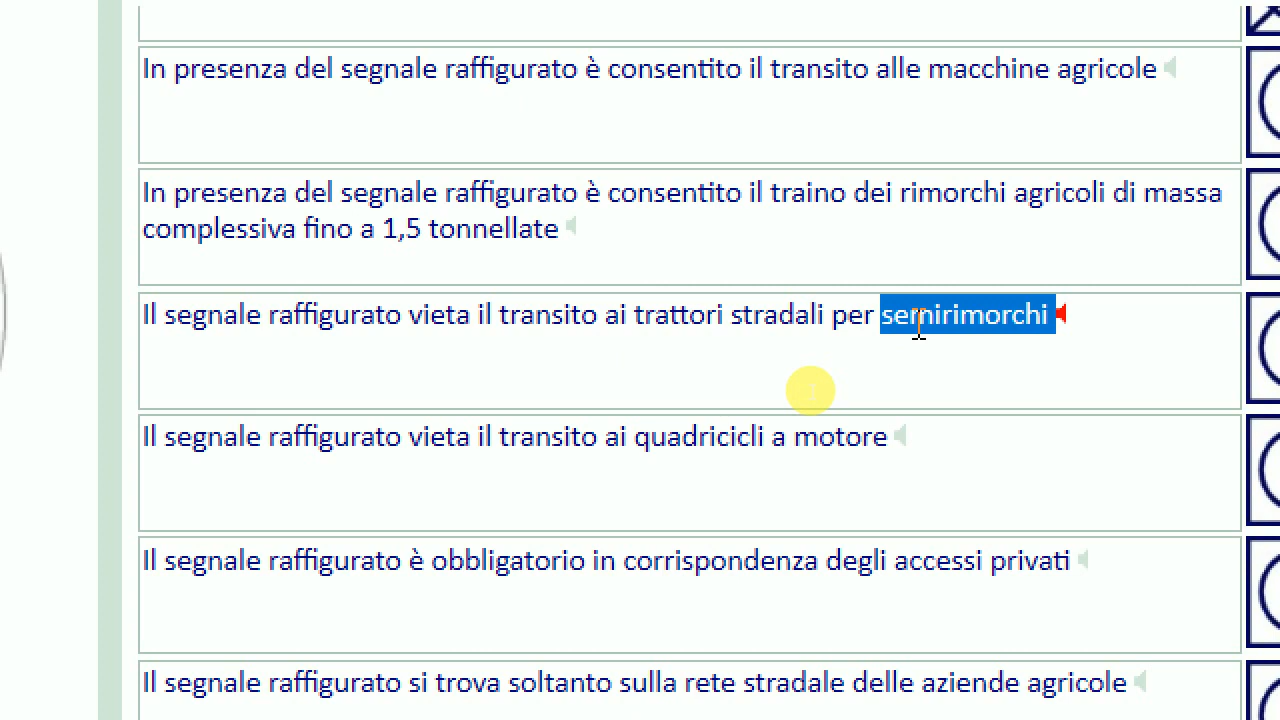 In presenza del segnale raffigurato è consentito il transito alle macchine agricole
In presenza del segnale raffigurato è consentito il traino dei rimorchi agricoli di massa
complessiva fino a 1,5 tonnellate
Il segnale raffigurato vieta il transito ai trattori stradali per semirimorchi
Il segnale raffigurato vieta il transito ai quadricicli a motore
Il segnale raffigurato è obbligatorio in corrispondenza degli accessi privati
Il segnale raffigurato si trova soltanto sulla rete stradale delle aziende agricole